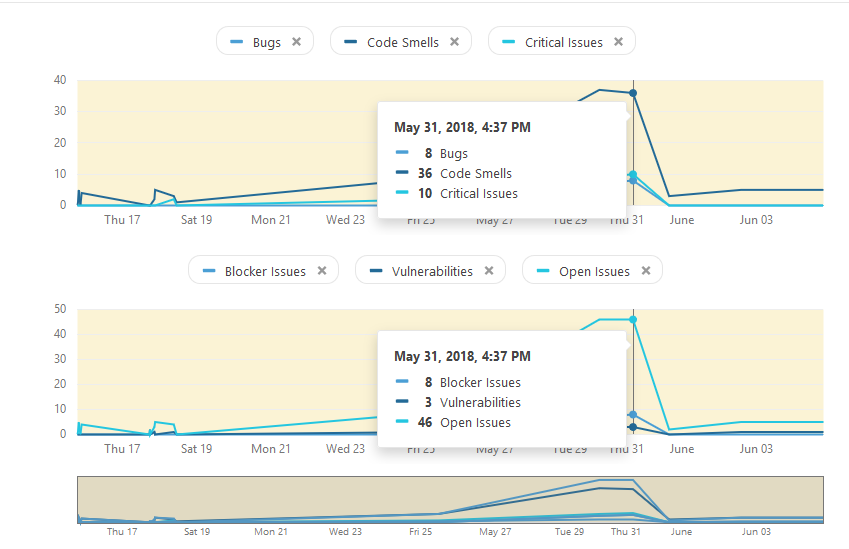 Bugs ✕ Code Smells ✕ Critical Issues ✕
40
30
May 31, 2018, 4:37 PM
20
8 Bugs
10
36 Code Smells
10 Critical Issues
0
Thu 17 Sat 19 Mon 21 Wed 23 Fri 25 May 27 Tue 29 Thu 31 June Jun 03
Blocker Issues ✕ Vulnerabilities ✕ Open Issues ✕
50
40
May 31, 2018, 4:37 PM
30
8 Blocker Issues
20
3 Vulnerabilities
10
46 Open Issues
0
Thu 17 Sat 19 Mon 21 Wed 23 Fri 25 May 27 Tue 29 Thu 31 June Jun 03
Thu 17 Sat 19 Mon 21 Wed 23 Fri 25 May 27 Tue 29 Thu 31 June Jun 03